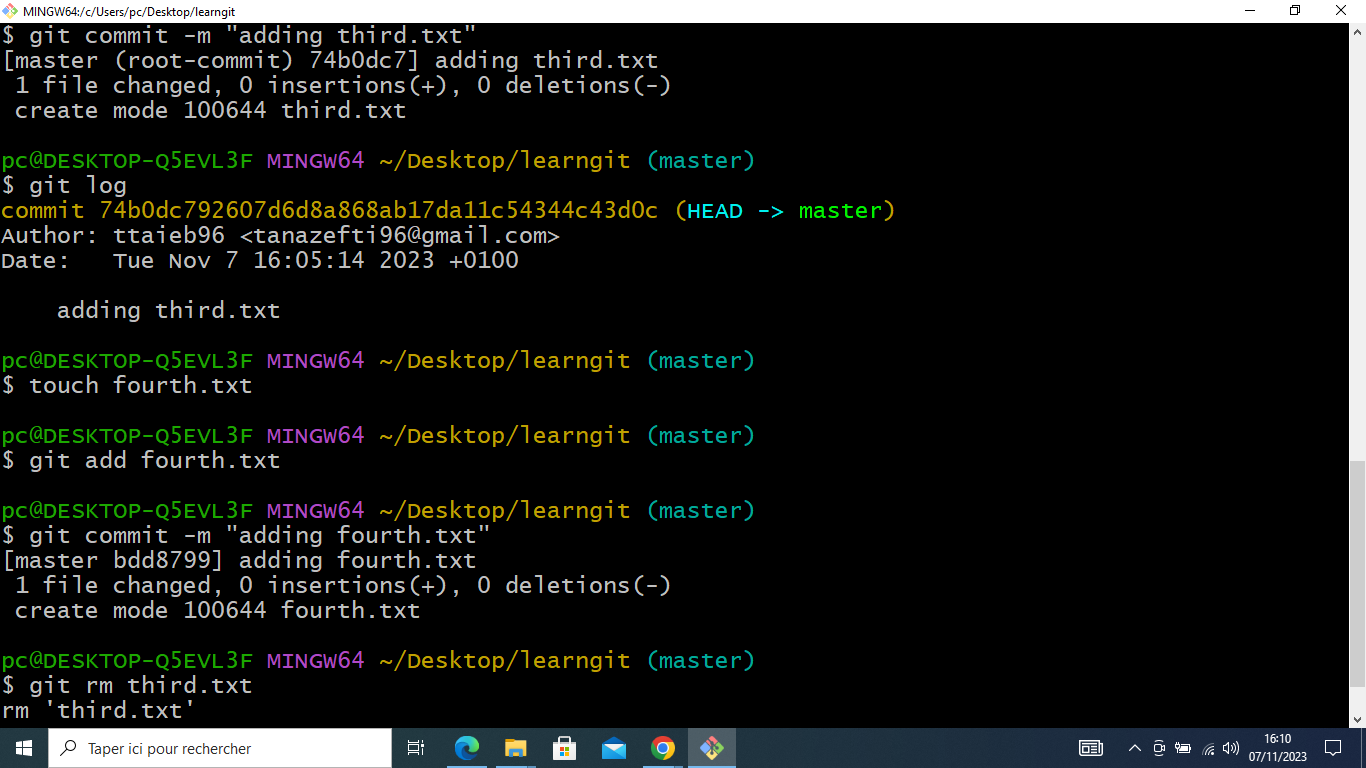 MINGW64:/c/Users/pc/Desktop/learngit
$ git commit -m "adding third.txt"
[master (root-commit) 74b0dc7] adding third.txt
 1 file changed, 0 insertions(+), 0 deletions(-)
 create mode 100644 third.txt
pc@DESKTOP-Q5EVL3F MINGW64 ~/Desktop/learngit (master)
$ git log
commit 74b0dc792607d6d8a868ab17da11c54344c43d0c (HEAD -> master)
Author: ttaieb96 <tanazefti96@gmail.com>
Date:   Tue Nov 7 16:05:14 2023 +0100
    adding third.txt
pc@DESKTOP-Q5EVL3F MINGW64 ~/Desktop/learngit (master)
$ touch fourth.txt
pc@DESKTOP-Q5EVL3F MINGW64 ~/Desktop/learngit (master)
$ git add fourth.txt
pc@DESKTOP-Q5EVL3F MINGW64 ~/Desktop/learngit (master)
$ git commit -m "adding fourth.txt"
[master bdd8799] adding fourth.txt
 1 file changed, 0 insertions(+), 0 deletions(-)
 create mode 100644 fourth.txt
pc@DESKTOP-Q5EVL3F MINGW64 ~/Desktop/learngit (master)
$ git rm third.txt
rm 'third.txt'
Taper ici pour rechercher
16:10
07/11/2023